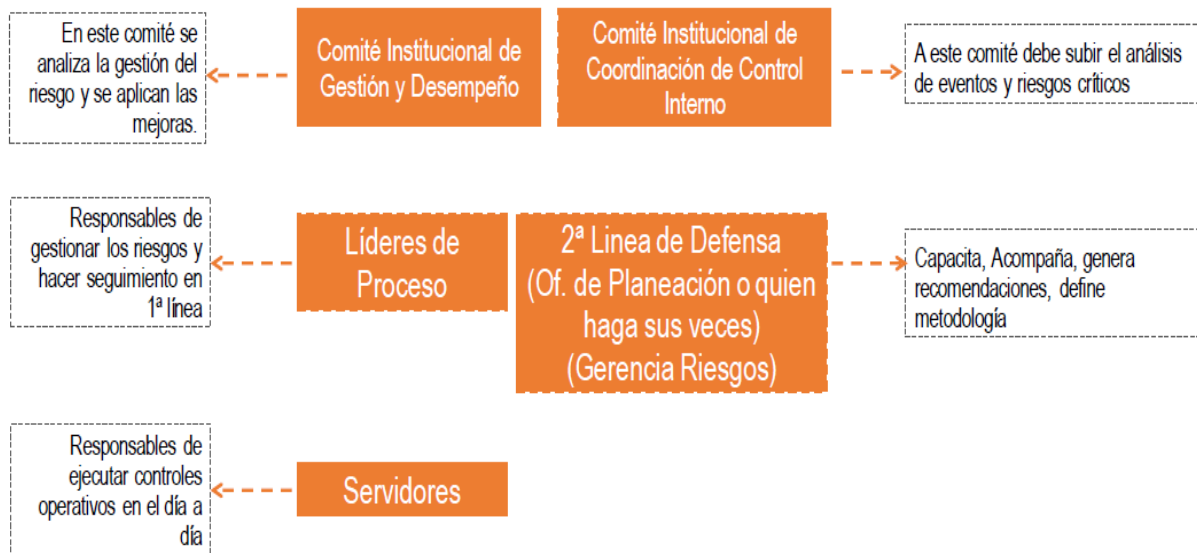 En este comité se
analiza la gestión del
riesgo y se aplican las
mejoras.
Comité Institucional de
Gestión y Desempeño
Comité Institucional de
Coordinación de Control
Interno
A este comité debe subir el análisis
de eventos y riesgos críticos
Responsables de
gestionar los riesgos y
hacer seguimiento en
1ª línea
Líderes de
Proceso
2ª Linea de Defensa
(Of. de Planeación o quien
haga sus veces)
(Gerencia Riesgos)
Capacita, Acompaña, genera
recomendaciones, define
metodología
Responsables de
ejecutar controles
operativos en el día a
día
Servidores